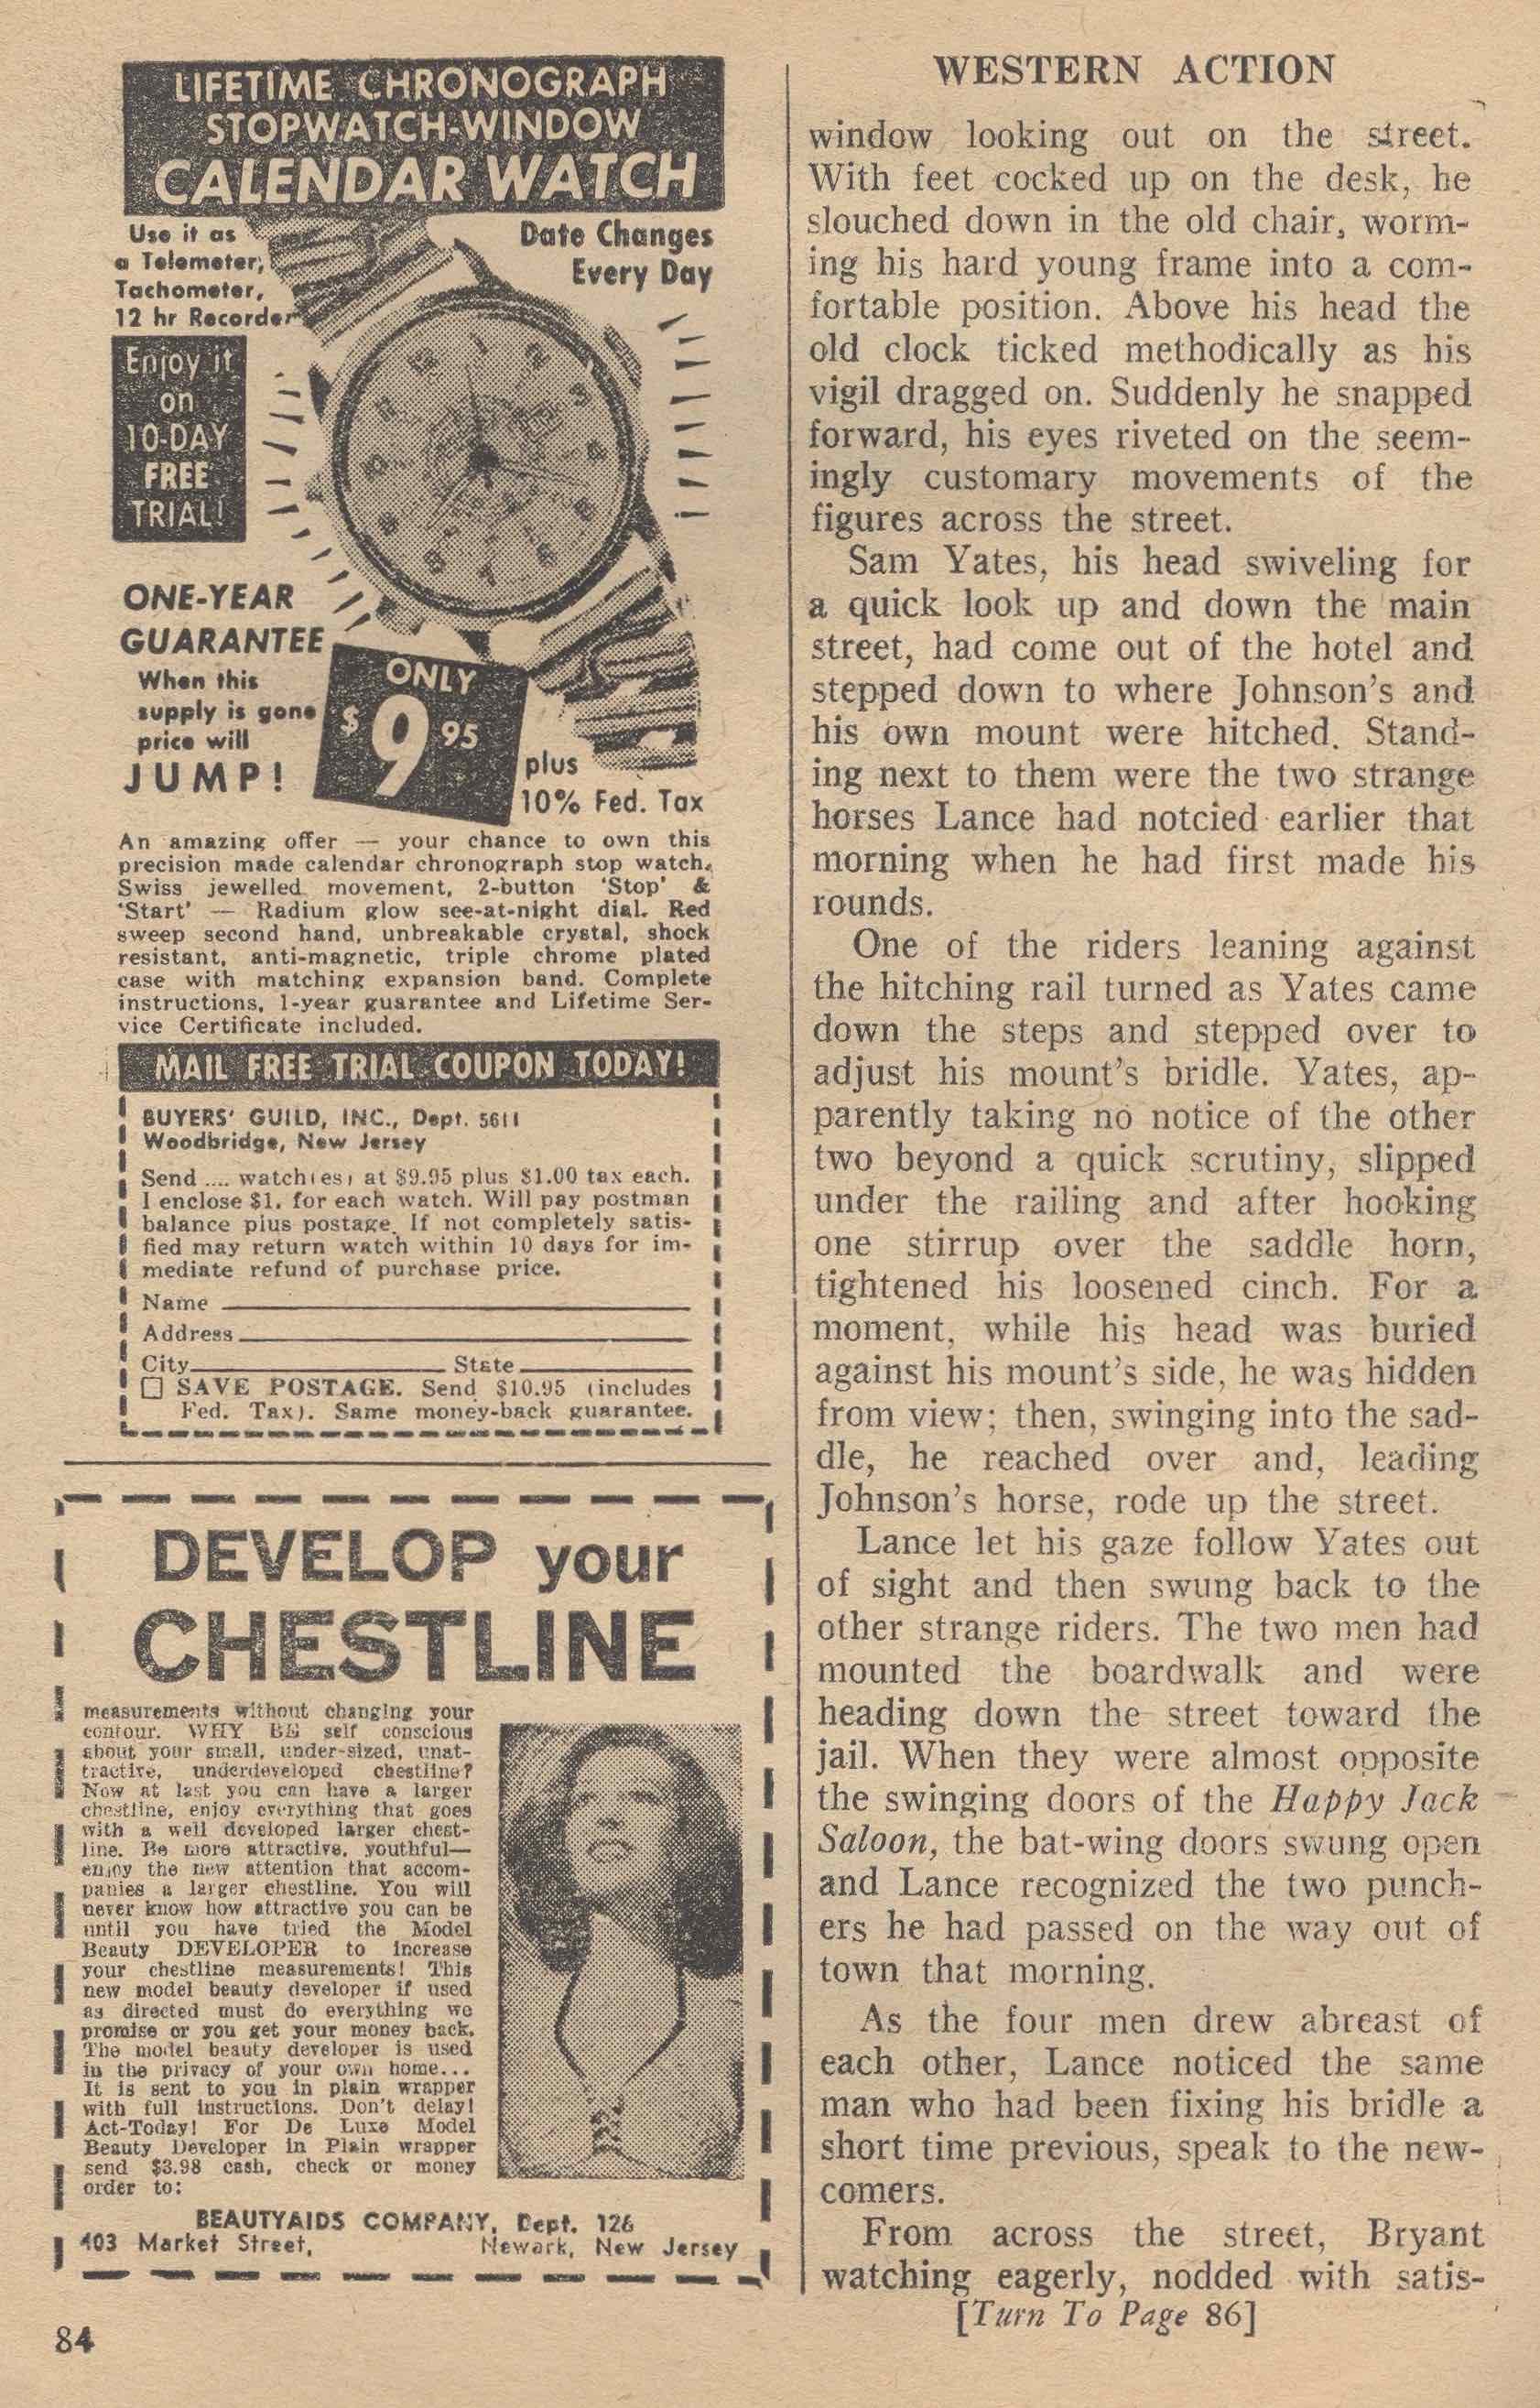 LIFETIME CHRONOGRAPH
STOPWATCH-WINDOW
CALENDAR WATCH
Use it as
a Telemeter,
Tachometer,
12 hr Recorder
Date Changes
Every Day
Enjoy it
on
10-DAY
FREE
TRIAL!
ONE-YEAR
GUARANTEE
When this
supply is gone
price will
JUMP!
ONLY
$9 95
plus
10% Fed. Tax
An amazing offer — your chance to own this
precision made calendar chronograph stop watch.
Swiss jewelled movement, 2-button 'Stop' &
'Start' — Radium glow see-at-night dial. Red
sweep second hand, unbreakable crystal, shock
resistant, anti-magnetic, triple chrome plated
case with matching expansion band. Complete
instructions, 1-year guarantee and Lifetime Ser-
vice Certificate included.
MAIL FREE TRIAL COUPON TODAY!
BUYERS' GUILD, INC., Dept. 5611
Woodbridge, New Jersey
Send .... watch(es) at $9.95 plus $1.00 tax each.
I enclose $1. for each watch. Will pay postman
balance plus postage. If not completely satis-
fied may return watch within 10 days for im-
mediate refund of purchase price.
Name
Address
City State
☐ SAVE POSTAGE. Send $10.95 (includes
Fed. Tax). Same money-back guarantee.
DEVELOP your
CHESTLINE
measurements without changing your
contour. WHY BE self conscious
about your small, under-sized, unat-
tractive, underdeveloped chestline?
Now at last you can have a larger
chestline, enjoy everything that goes
with a well developed larger chest-
line. Be more attractive, youthful—
enjoy the new attention that accom-
panies a larger chestline. You will
never know how attractive you can be
until you have tried the Model
Beauty DEVELOPER to increase
your chestline measurements! This
new model beauty developer if used
as directed must do everything we
promise or you get your money back.
The model beauty developer is used
in the privacy of your own home...
It is sent to you in plain wrapper
with full instructions. Don't delay!
Act-Today! For De Luxe Model
Beauty Developer in Plain wrapper
send $3.98 cash, check or money
order to:
BEAUTYAIDS COMPANY, Dept. 126
403 Market Street, Newark, New Jersey
84
WESTERN ACTION
window looking out on the street.
With feet cocked up on the desk, he
slouched down in the old chair, worm-
ing his hard young frame into a com-
fortable position. Above his head the
old clock ticked methodically as his
vigil dragged on. Suddenly he snapped
forward, his eyes riveted on the seem-
ingly customary movements of the
figures across the street.
Sam Yates, his head swiveling for
a quick look up and down the main
street, had come out of the hotel and
stepped down to where Johnson's and
his own mount were hitched. Stand-
ing next to them were the two strange
horses Lance had notcied earlier that
morning when he had first made his
rounds.
One of the riders leaning against
the hitching rail turned as Yates came
down the steps and stepped over to
adjust his mount's bridle. Yates, ap-
parently taking no notice of the other
two beyond a quick scrutiny, slipped
under the railing and after hooking
one stirrup over the saddle horn,
tightened his loosened cinch. For a
moment, while his head was buried
against his mount's side, he was hidden
from view; then, swinging into the sad-
dle, he reached over and, leading
Johnson's horse, rode up the street.
Lance let his gaze follow Yates out
of sight and then swung back to the
other strange riders. The two men had
mounted the boardwalk and were
heading down the street toward the
jail. When they were almost opposite
the swinging doors of the Happy Jack
Saloon, the bat-wing doors swung open
and Lance recognized the two punch-
ers he had passed on the way out of
town that morning.
As the four men drew abreast of
each other, Lance noticed the same
man who had been fixing his bridle a
short time previous, speak to the new-
comers.
From across the street, Bryant
watching eagerly, nodded with satis-
[Turn To Page 86]